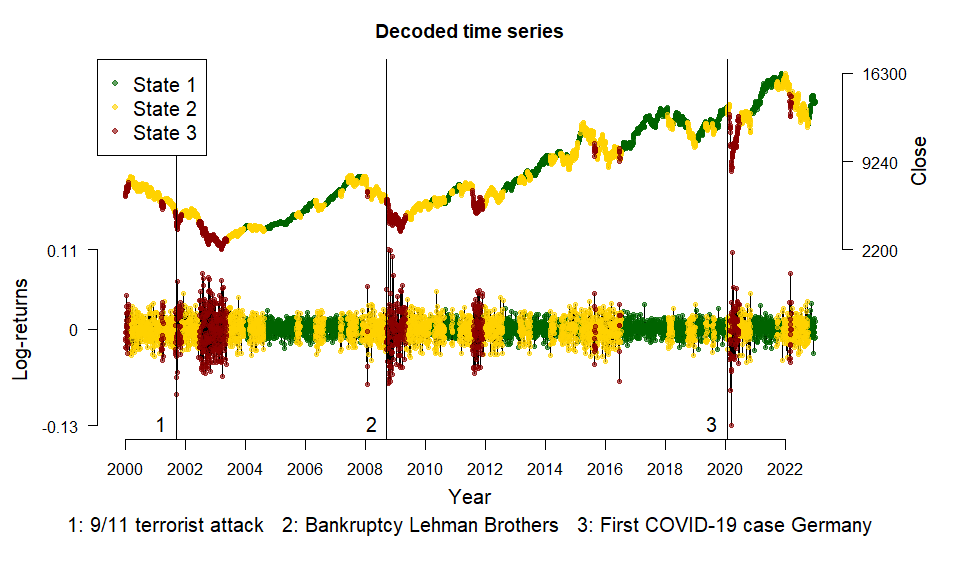 Decoded time series
State 1
State 2
State 3
16300
9240
2200
Close
0.11
0
-0.13
Log-returns
1
2
3
2000 2002 2004 2006 2008 2010 2012 2014 2016 2018 2020 2022
Year
1: 9/11 terrorist attack 2: Bankruptcy Lehman Brothers 3: First COVID-19 case Germany